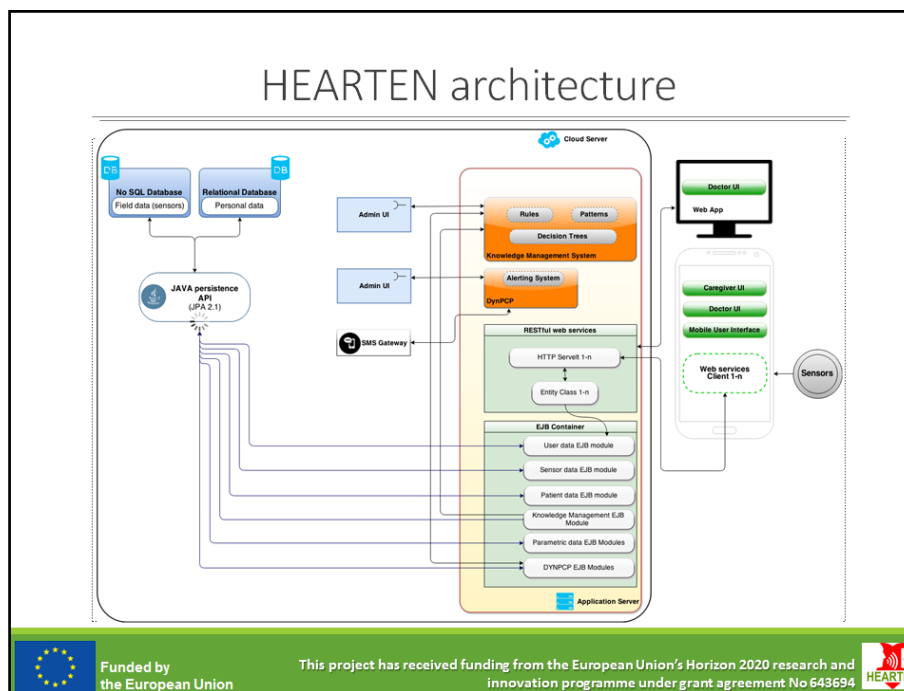 HEARTEN architecture
Cloud Server
DB
DB
No SQL Database
Field data (sensors)
Relational Database
Personal data
Admin UI
Rules
Patterns
Decision Trees
Knowledge Management System
Doctor UI
Web App
JAVA persistence
API
(JPA 2.1)
Admin UI
Alerting System
DynPCP
Caregiver UI
Doctor UI
Mobile User Interface
SMS Gateway
RESTful web services
HTTP Servelt 1-n
Entity Class 1-n
Web services
Client 1-n
Sensors
EJB Container
User data EJB module
Sensor data EJB module
Patient data EJB module
Knowledge Management EJB
Module
Parametric data EJB Modules
DYNPCP EJB Modules
Application Server
Funded by
the European Union
This project has received funding from the European Union's Horizon 2020 research and
innovation programme under grant agreement No 643694
HEARTEN